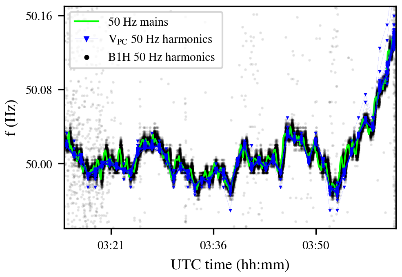 50.16
50.08
50.00
f (Hz)
50 Hz mains
V_PC 50 Hz harmonics
B1H 50 Hz harmonics
03:21
03:36
03:50
UTC time (hh:mm)